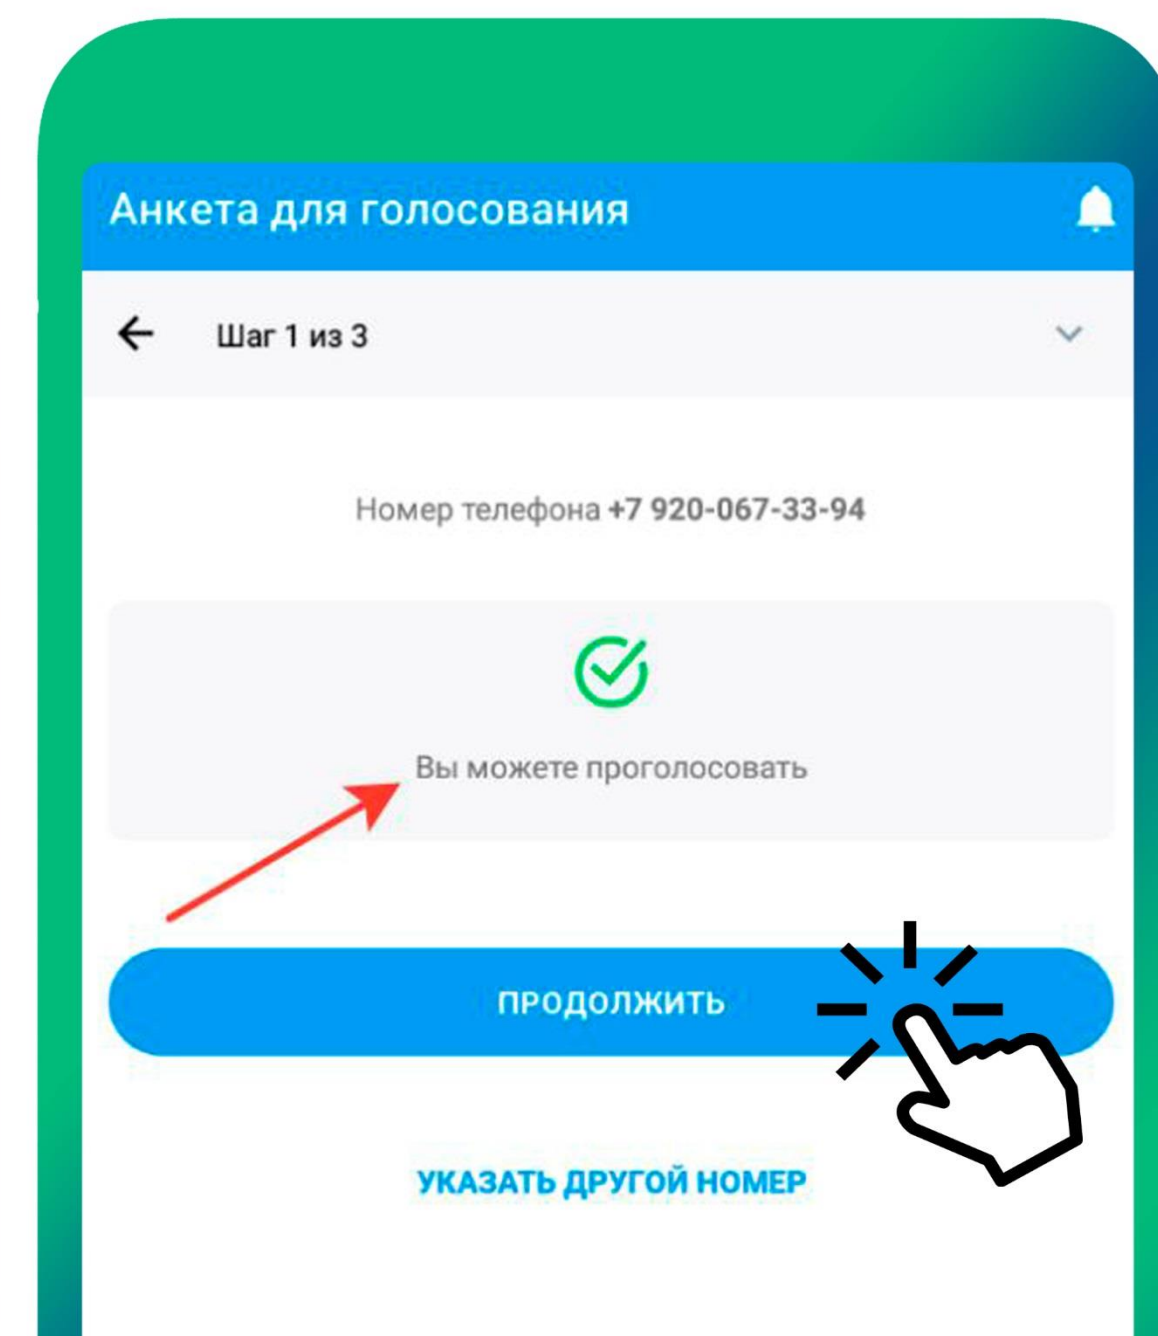 Анкета для голосования
Шаг 1 из 3
Номер телефона +7 920-067-33-94
Вы можете проголосовать
ПРОДОЛЖИТЬ
УКАЗАТЬ ДРУГОЙ НОМЕР